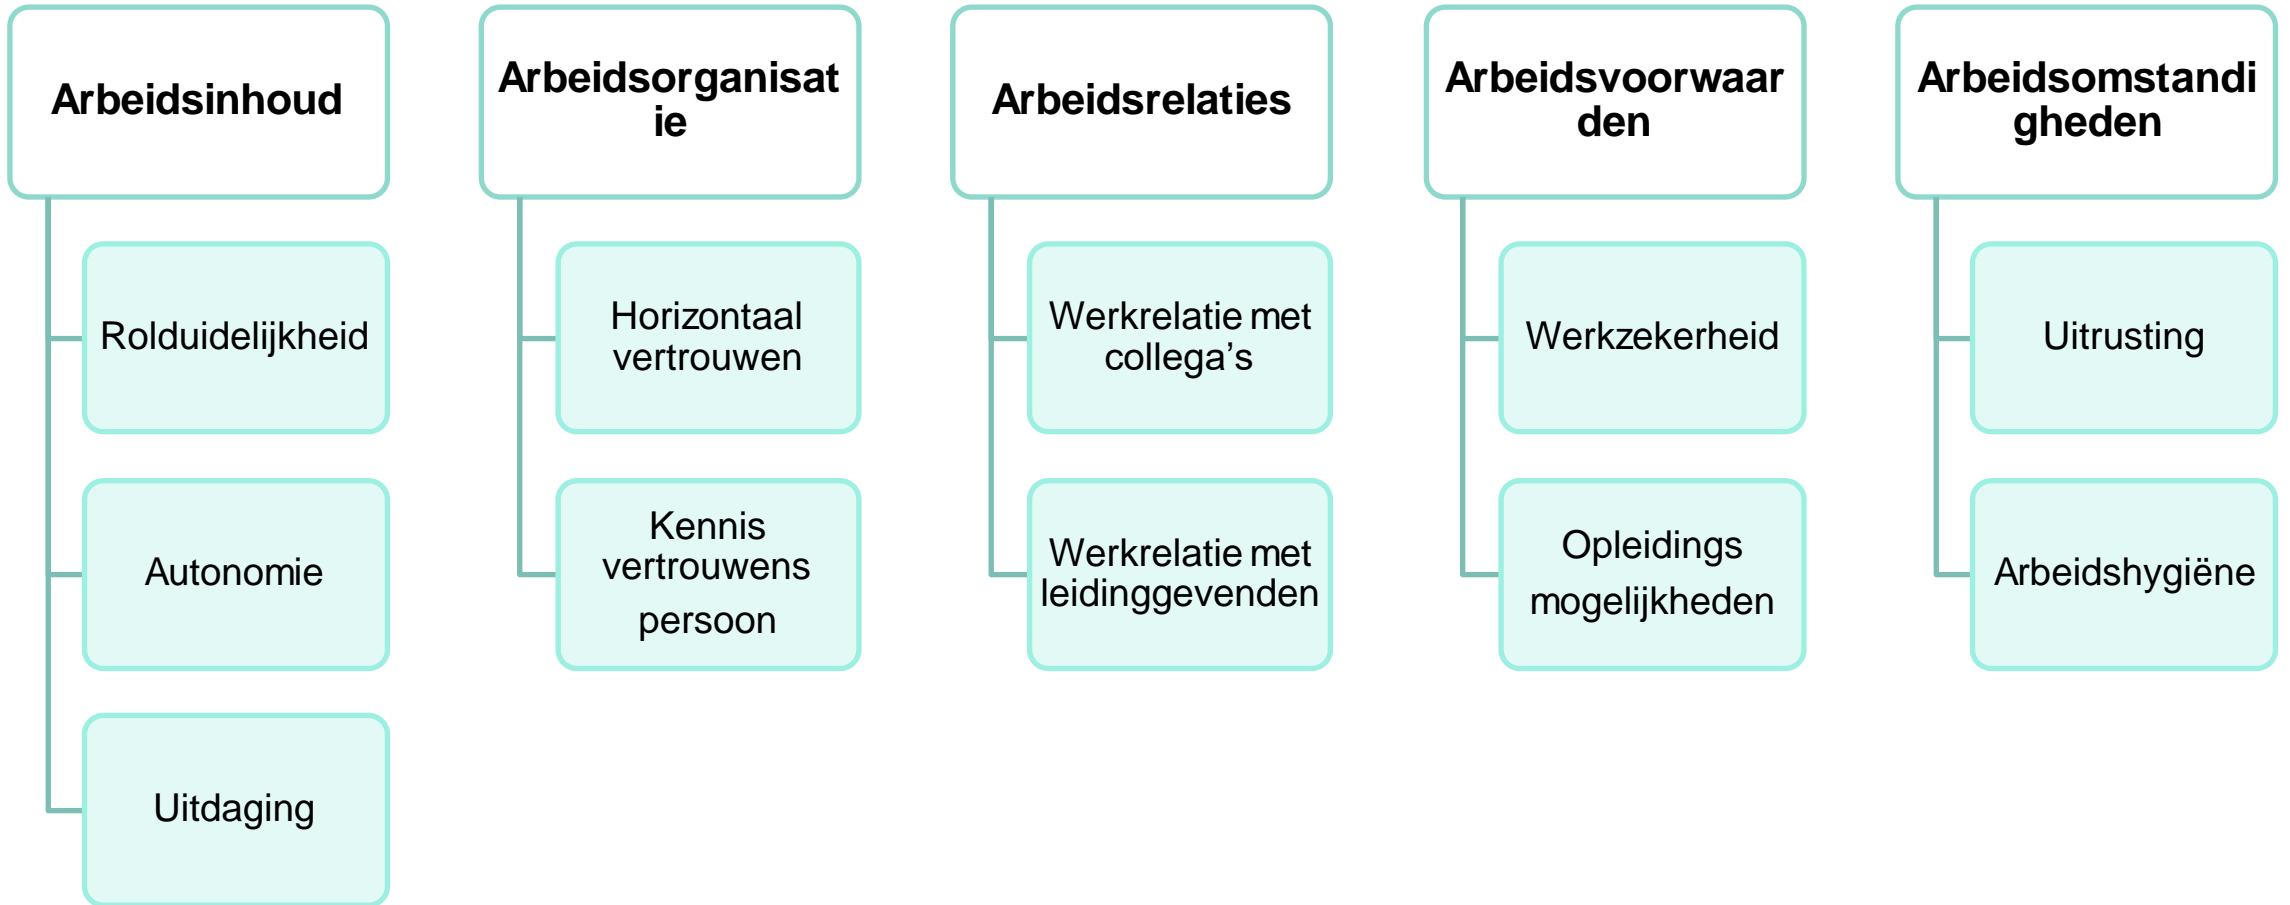 Arbeidsinhoud
Rolduidelijkheid
Autonomie
Uitdaging
Arbeidsorganisat
ie
Horizontaal
vertrouwen
Kennis
vertrouwens
persoon
Arbeidsrelaties
Werkrelatie met
collega’s
Werkrelatie met
leidinggevenden
Arbeidsvoorwaar
den
Werkzekerheid
Opleidings
mogelijkheden
Arbeidsomstandi
gheden
Uitrusting
Arbeidshygiëne